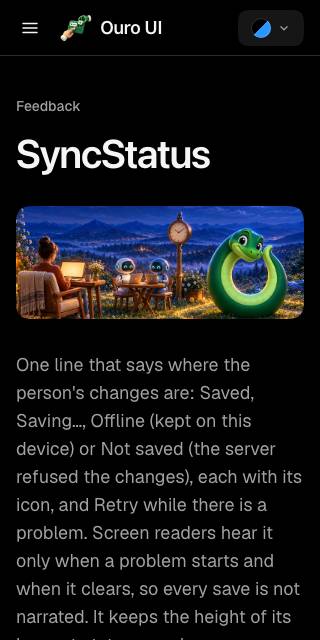 Ouro UI
Feedback
SyncStatus
One line that says where the
person's changes are: Saved,
Saving…, Offline (kept on this
device) or Not saved (the server
refused the changes), each with its
icon, and Retry while there is a
problem. Screen readers hear it
only when a problem starts and
when it clears, so every save is not
narrated. It keeps the height of its